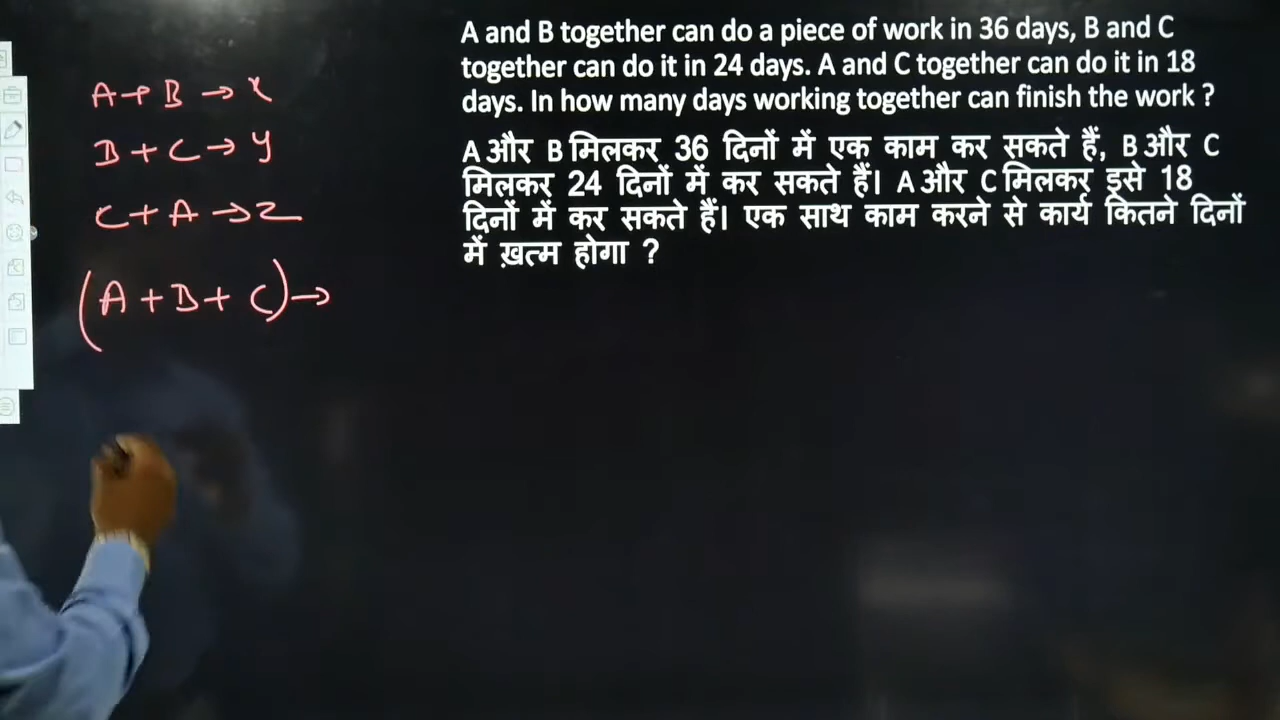 A and B together can do a piece of work in 36 days, B and C
together can do it in 24 days. A and C together can do it in 18
days. In how many days working together can finish the work ?
A और B मिलकर 36 दिनों में एक काम कर सकते हैं, B और C
मिलकर 24 दिनों में कर सकते हैं। A और C मिलकर इसे 18
दिनों में कर सकते हैं। एक साथ काम करने से कार्य कितने दिनों
में ख़त्म होगा ?
A + B → x
B + C → y
C + A → z
(A + B + C) →